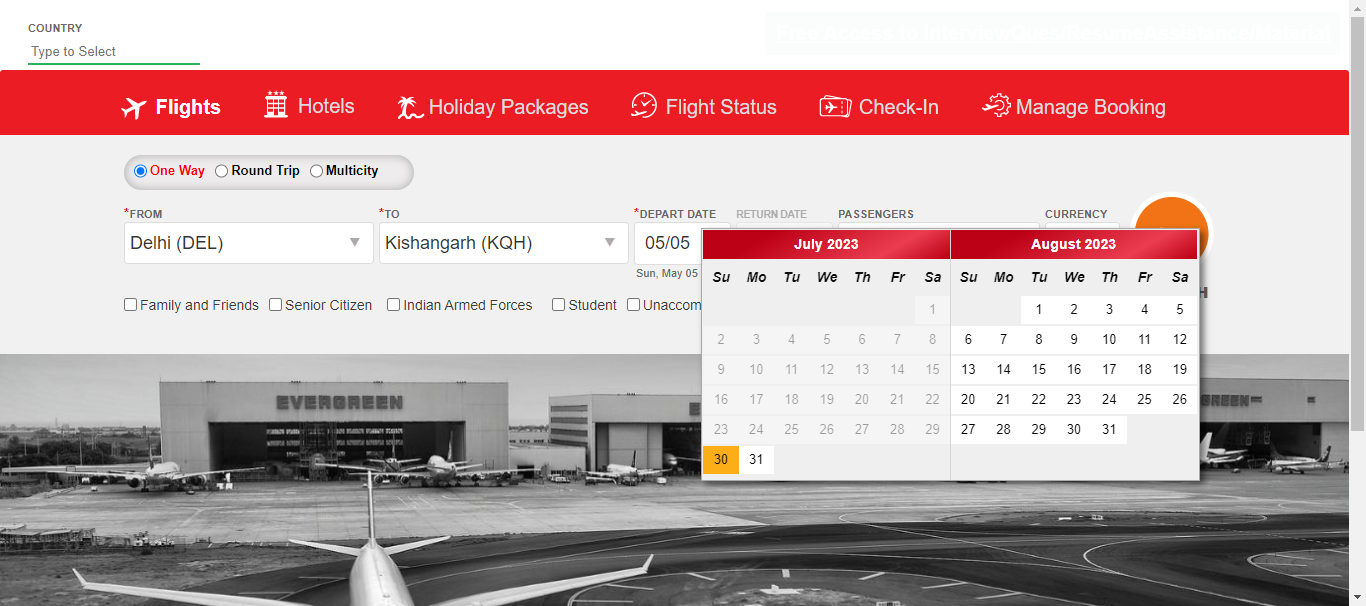 COUNTRY
Type to Select
Free Access to InterviewQues/ResumeAssistance/Material
Flights Hotels Holiday Packages Flight Status Check-In Manage Booking
One Way Round Trip Multicity
*FROM *TO *DEPART DATE RETURN DATE PASSENGERS CURRENCY
Delhi (DEL) Kishangarh (KQH) 05/05
Sun, May 05
Family and Friends Senior Citizen Indian Armed Forces Student Unaccom
H
July 2023 August 2023
Su Mo Tu We Th Fr Sa Su Mo Tu We Th Fr Sa
1 1 2 3 4 5
2 3 4 5 6 7 8 6 7 8 9 10 11 12
9 10 11 12 13 14 15 13 14 15 16 17 18 19
16 17 18 19 20 21 22 20 21 22 23 24 25 26
23 24 25 26 27 28 29 27 28 29 30 31
30 31
EVERGREEN